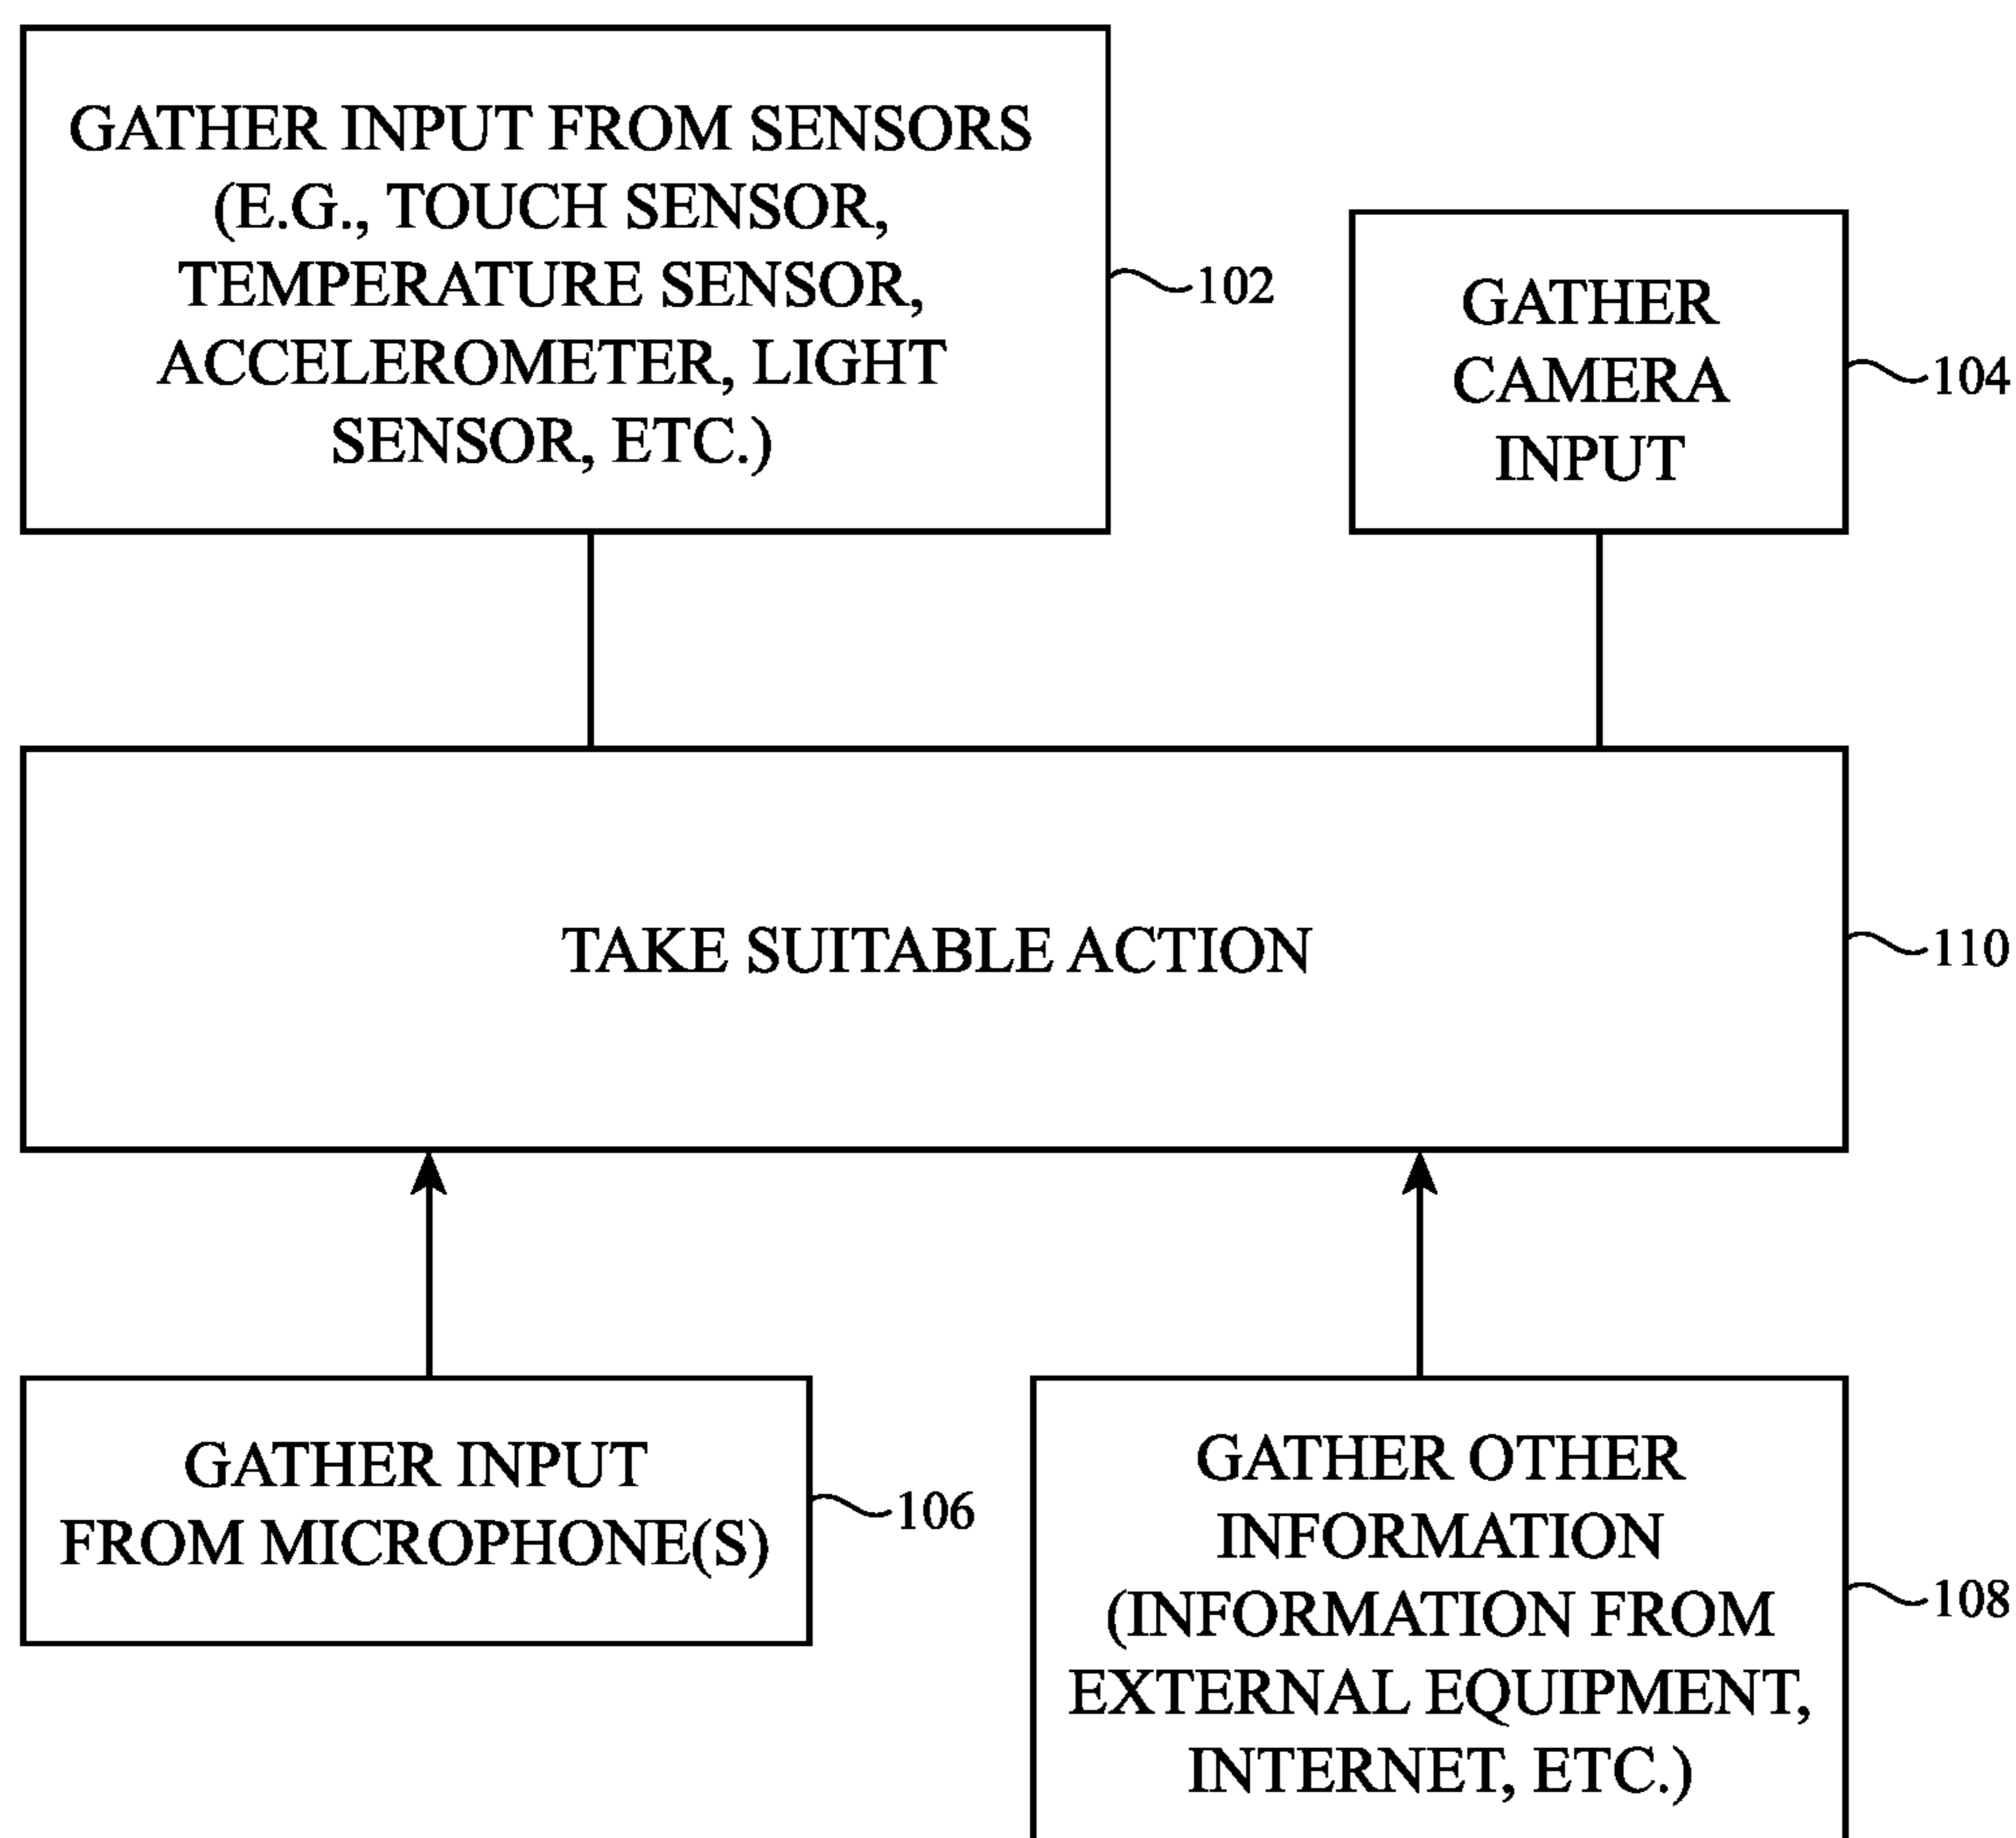 GATHER INPUT FROM SENSORS
(E.G., TOUCH SENSOR,
TEMPERATURE SENSOR,
ACCELEROMETER, LIGHT
SENSOR, ETC.)
102
GATHER
CAMERA
INPUT
104
TAKE SUITABLE ACTION
110
GATHER INPUT
FROM MICROPHONE(S)
106
GATHER OTHER
INFORMATION
(INFORMATION FROM
EXTERNAL EQUIPMENT,
INTERNET, ETC.)
108